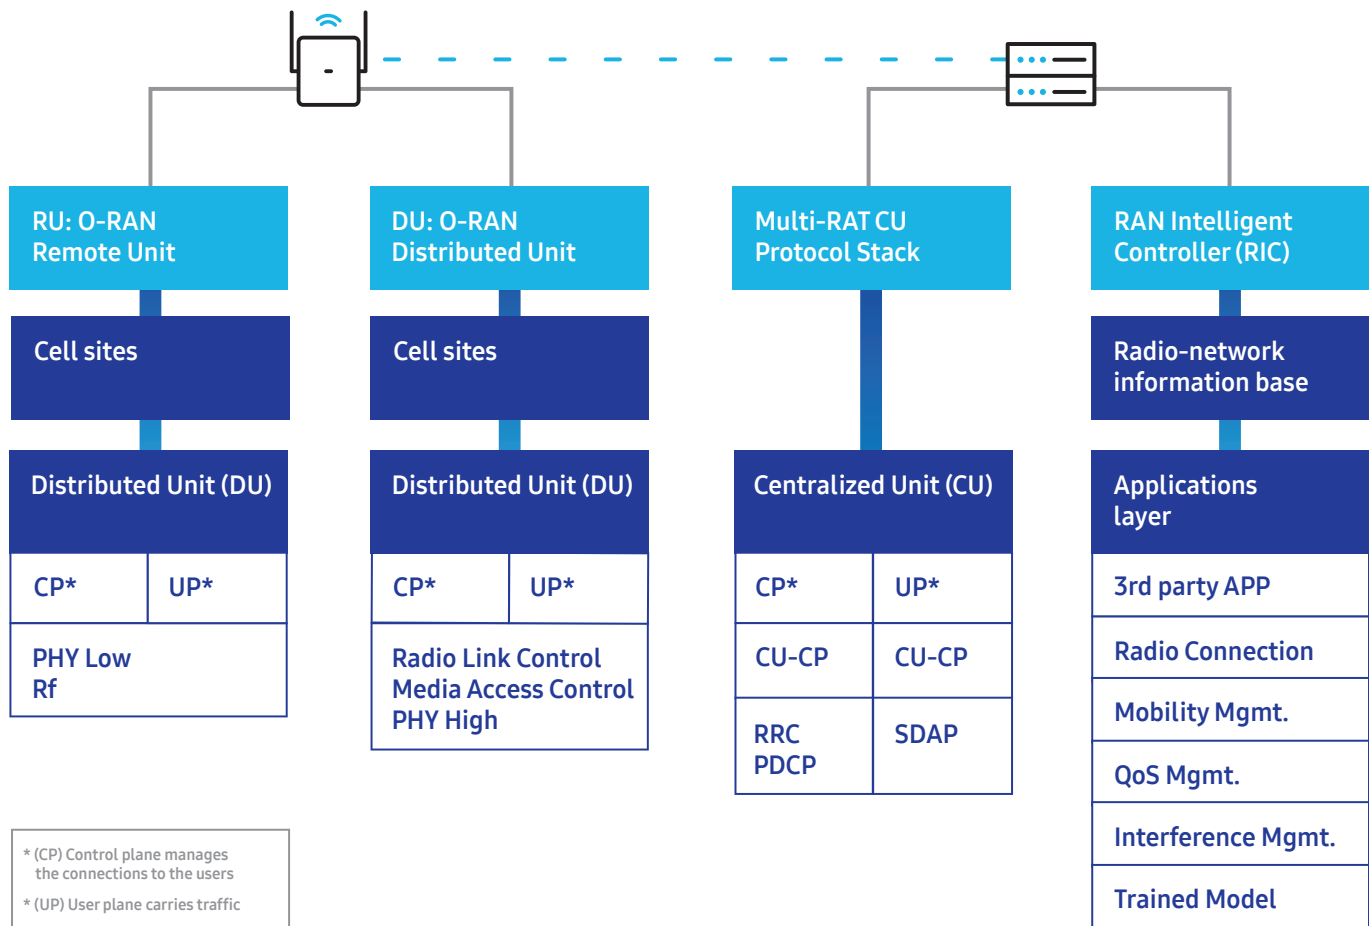 RU: O-RAN
Remote Unit
Cell sites
Distributed Unit (DU)
CP*
UP*
PHY Low
Rf
DU: O-RAN
Distributed Unit
Cell sites
Distributed Unit (DU)
CP*
UP*
Radio Link Control
Media Access Control
PHY High
Multi-RAT CU
Protocol Stack
Centralized Unit (CU)
CP*
UP*
CU-CP
CU-CP
RRC
PDCP
SDAP
RAN Intelligent
Controller (RIC)
Radio-network
information base
Applications
layer
3rd party APP
Radio Connection
Mobility Mgmt.
QoS Mgmt.
Interference Mgmt.
Trained Model
* (CP) Control plane manages
the connections to the users
* (UP) User plane carries traffic